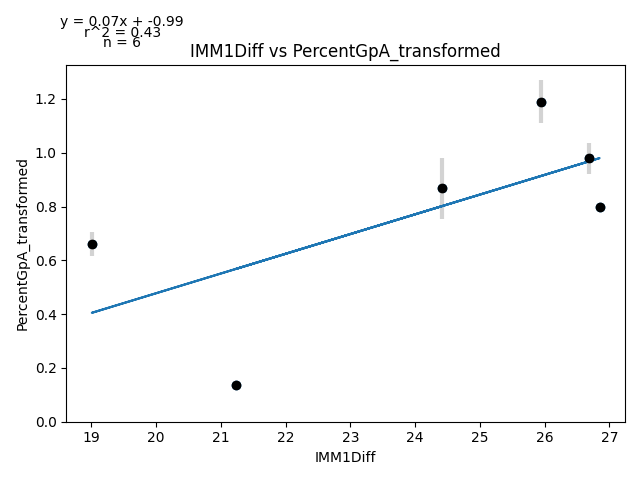 y = 0.07x + -0.99
r^2 = 0.43
n = 6
IMM1Diff vs PercentGpA_transformed
PercentGpA_transformed
1.2
1.0
0.8
0.6
0.4
0.2
0.0
19 20 21 22 23 24 25 26 27
IMM1Diff